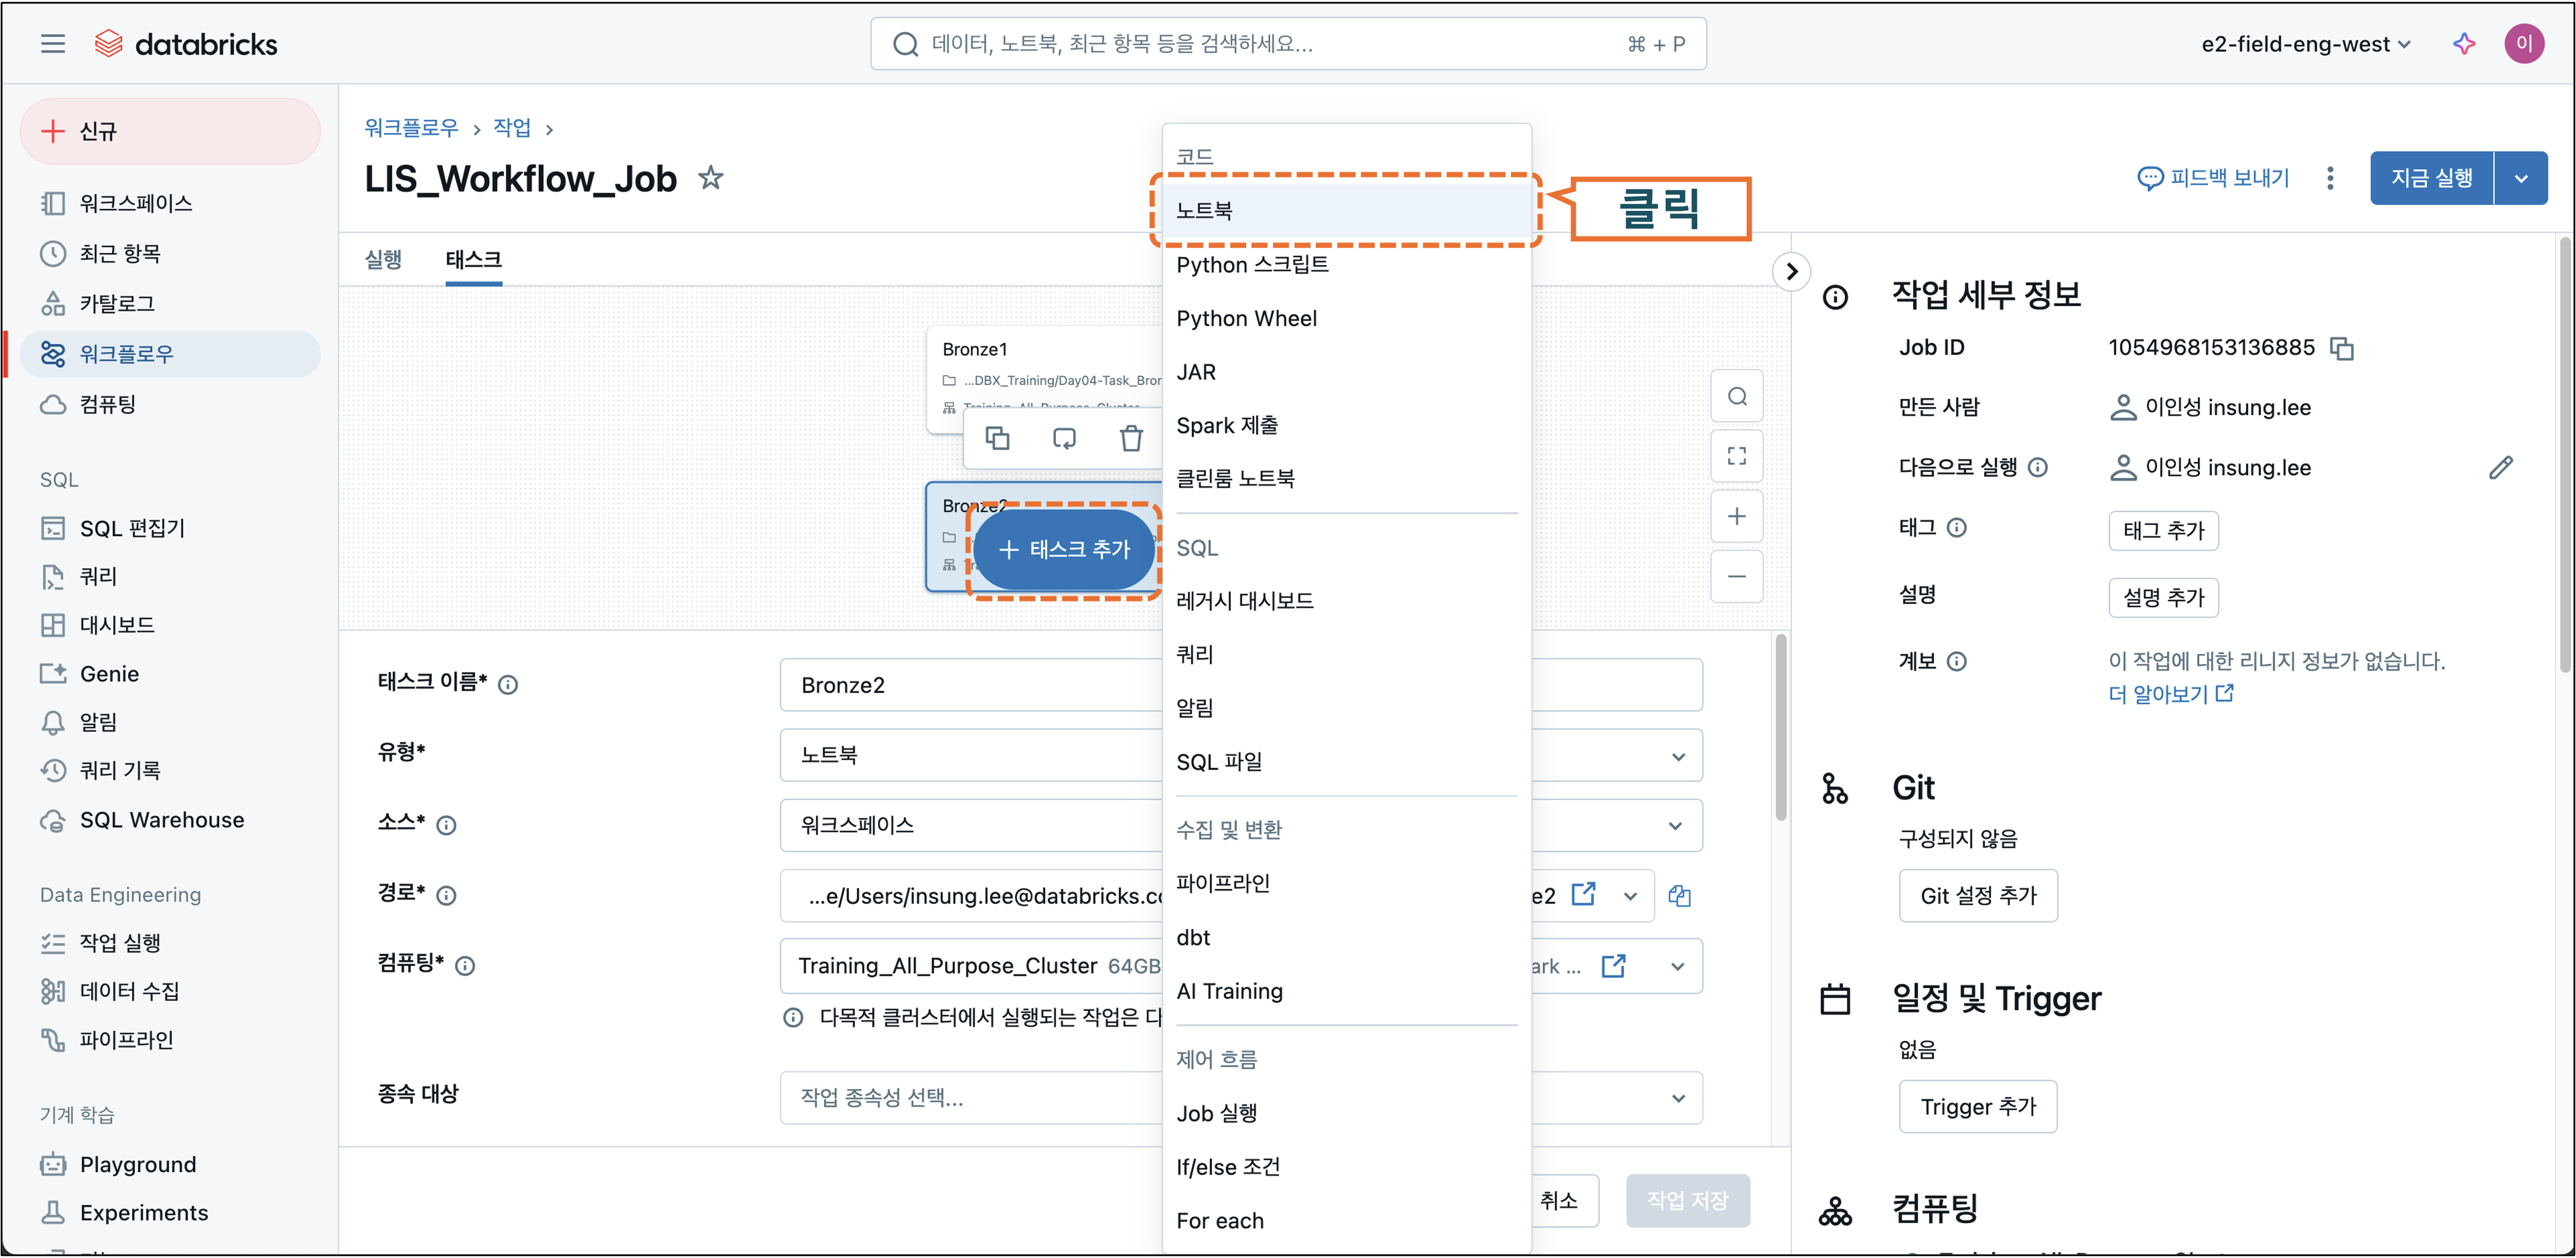 databricks
데이터, 노트북, 최근 항목 등을 검색하세요...
⌘ + P
e2-field-eng-west
이
신규
워크스페이스
최근 항목
카탈로그
워크플로우
컴퓨팅
SQL
SQL 편집기
쿼리
대시보드
Genie
알림
쿼리 기록
SQL Warehouse
Data Engineering
작업 실행
데이터 수집
파이프라인
기계 학습
Playground
Experiments
워크플로우 › 작업 ›
LIS_Workflow_Job
피드백 보내기
지금 실행
실행
태스크
Bronze1
...DBX_Training/Day04-Task_Bror
Training_All_Purpose_Cluster
Bronze2
+ 태스크 추가
태스크 이름*
Bronze2
유형*
노트북
소스*
워크스페이스
경로*
...e/Users/insung.lee@databricks.co
e2
컴퓨팅*
Training_All_Purpose_Cluster 64GB
ark ...
다목적 클러스터에서 실행되는 작업은 다
종속 대상
작업 종속성 선택...
취소
작업 저장
코드
노트북
클릭
Python 스크립트
Python Wheel
JAR
Spark 제출
클린룸 노트북
SQL
레거시 대시보드
쿼리
알림
SQL 파일
수집 및 변환
파이프라인
dbt
AI Training
제어 흐름
Job 실행
If/else 조건
For each
작업 세부 정보
Job ID
1054968153136885
만든 사람
이인성 insung.lee
다음으로 실행
이인성 insung.lee
태그
태그 추가
설명
설명 추가
계보
이 작업에 대한 리니지 정보가 없습니다.
더 알아보기
Git
구성되지 않음
Git 설정 추가
일정 및 Trigger
없음
Trigger 추가
컴퓨팅